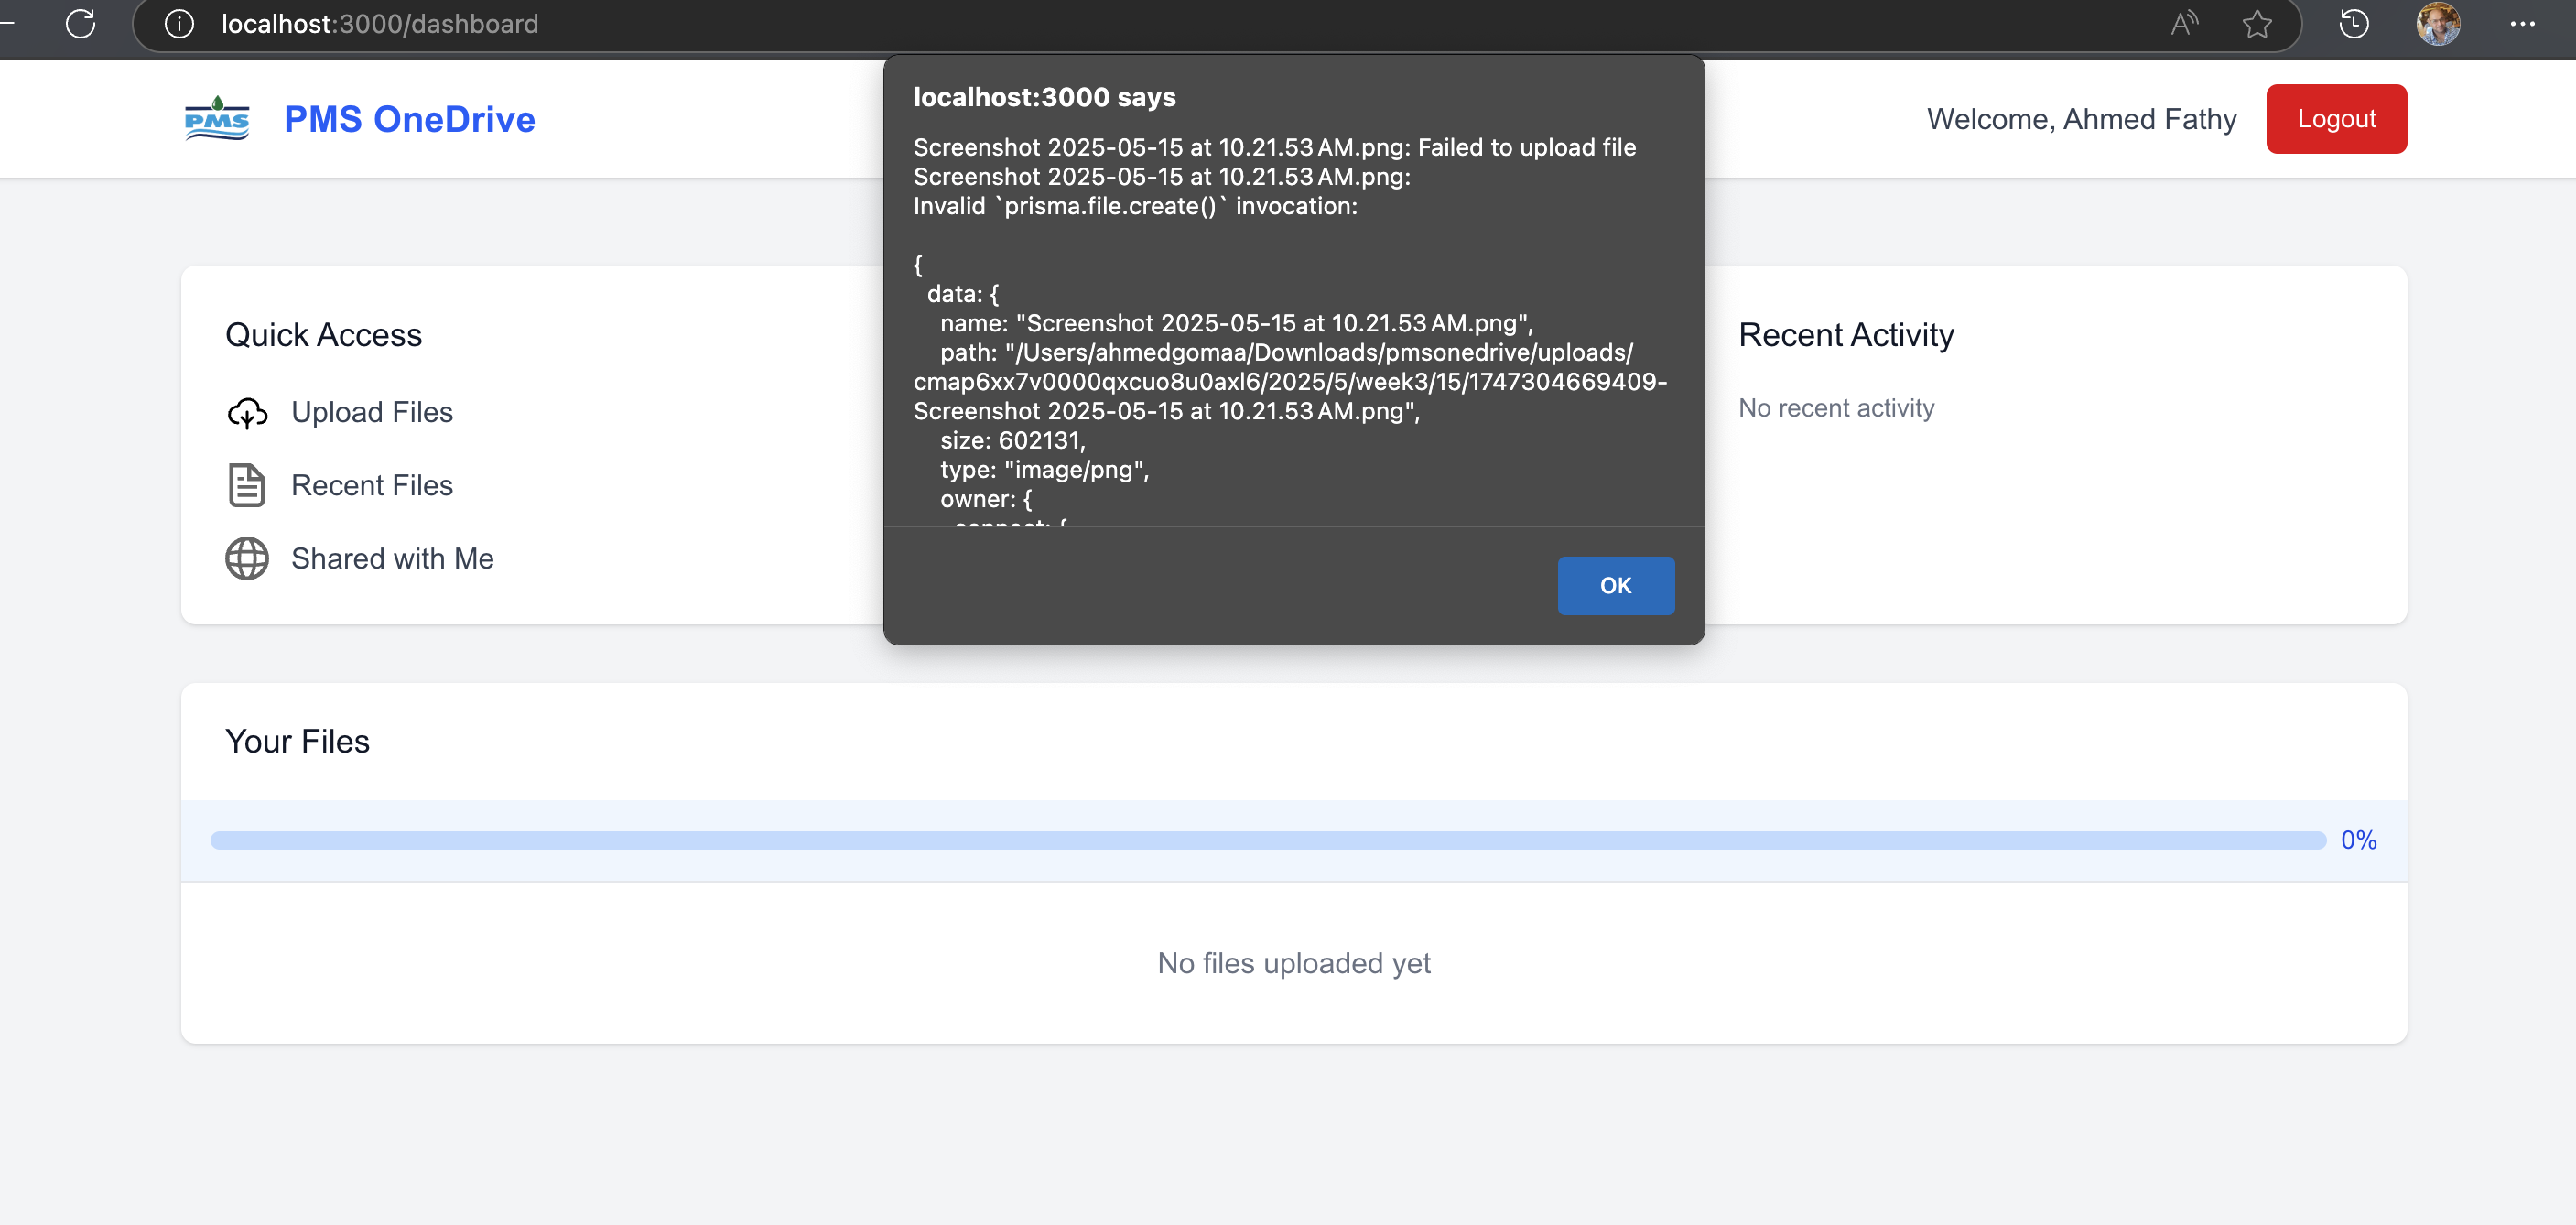 localhost:3000/dashboard
PMS
PMS OneDrive
Welcome, Ahmed Fathy
Logout
localhost:3000 says
Screenshot 2025-05-15 at 10.21.53 AM.png: Failed to upload file
Screenshot 2025-05-15 at 10.21.53 AM.png:
Invalid `prisma.file.create()` invocation:
{
data: {
name: "Screenshot 2025-05-15 at 10.21.53 AM.png",
path: "/Users/ahmedgomaa/Downloads/pmsonedrive/uploads/
cmap6xx7v0000qxcuo8u0axl6/2025/5/week3/15/1747304669409-
Screenshot 2025-05-15 at 10.21.53 AM.png",
size: 602131,
type: "image/png",
owner: {
OK
Quick Access
Upload Files
Recent Files
Shared with Me
Recent Activity
No recent activity
Your Files
0%
No files uploaded yet